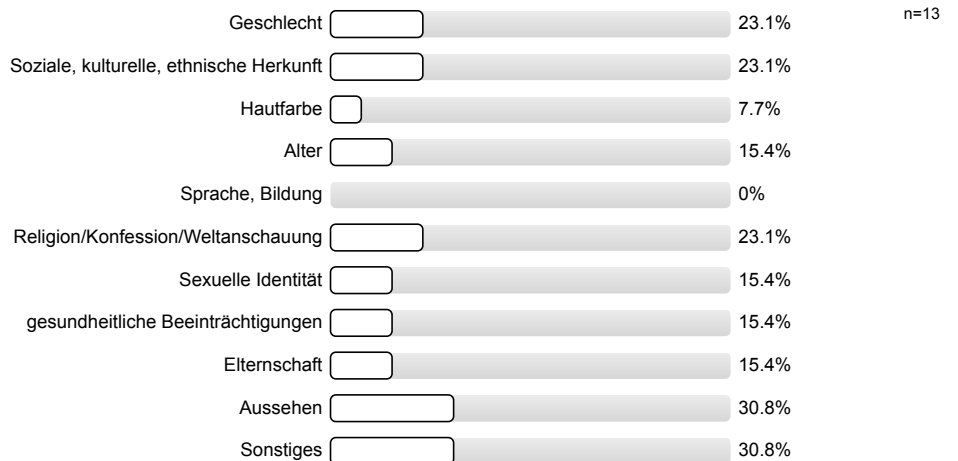 Geschlecht 23.1% n=13
Soziale, kulturelle, ethnische Herkunft 23.1%
Hautfarbe 7.7%
Alter 15.4%
Sprache, Bildung 0%
Religion/Konfession/Weltanschauung 23.1%
Sexuelle Identität 15.4%
gesundheitliche Beeinträchtigungen 15.4%
Elternschaft 15.4%
Aussehen 30.8%
Sonstiges 30.8%